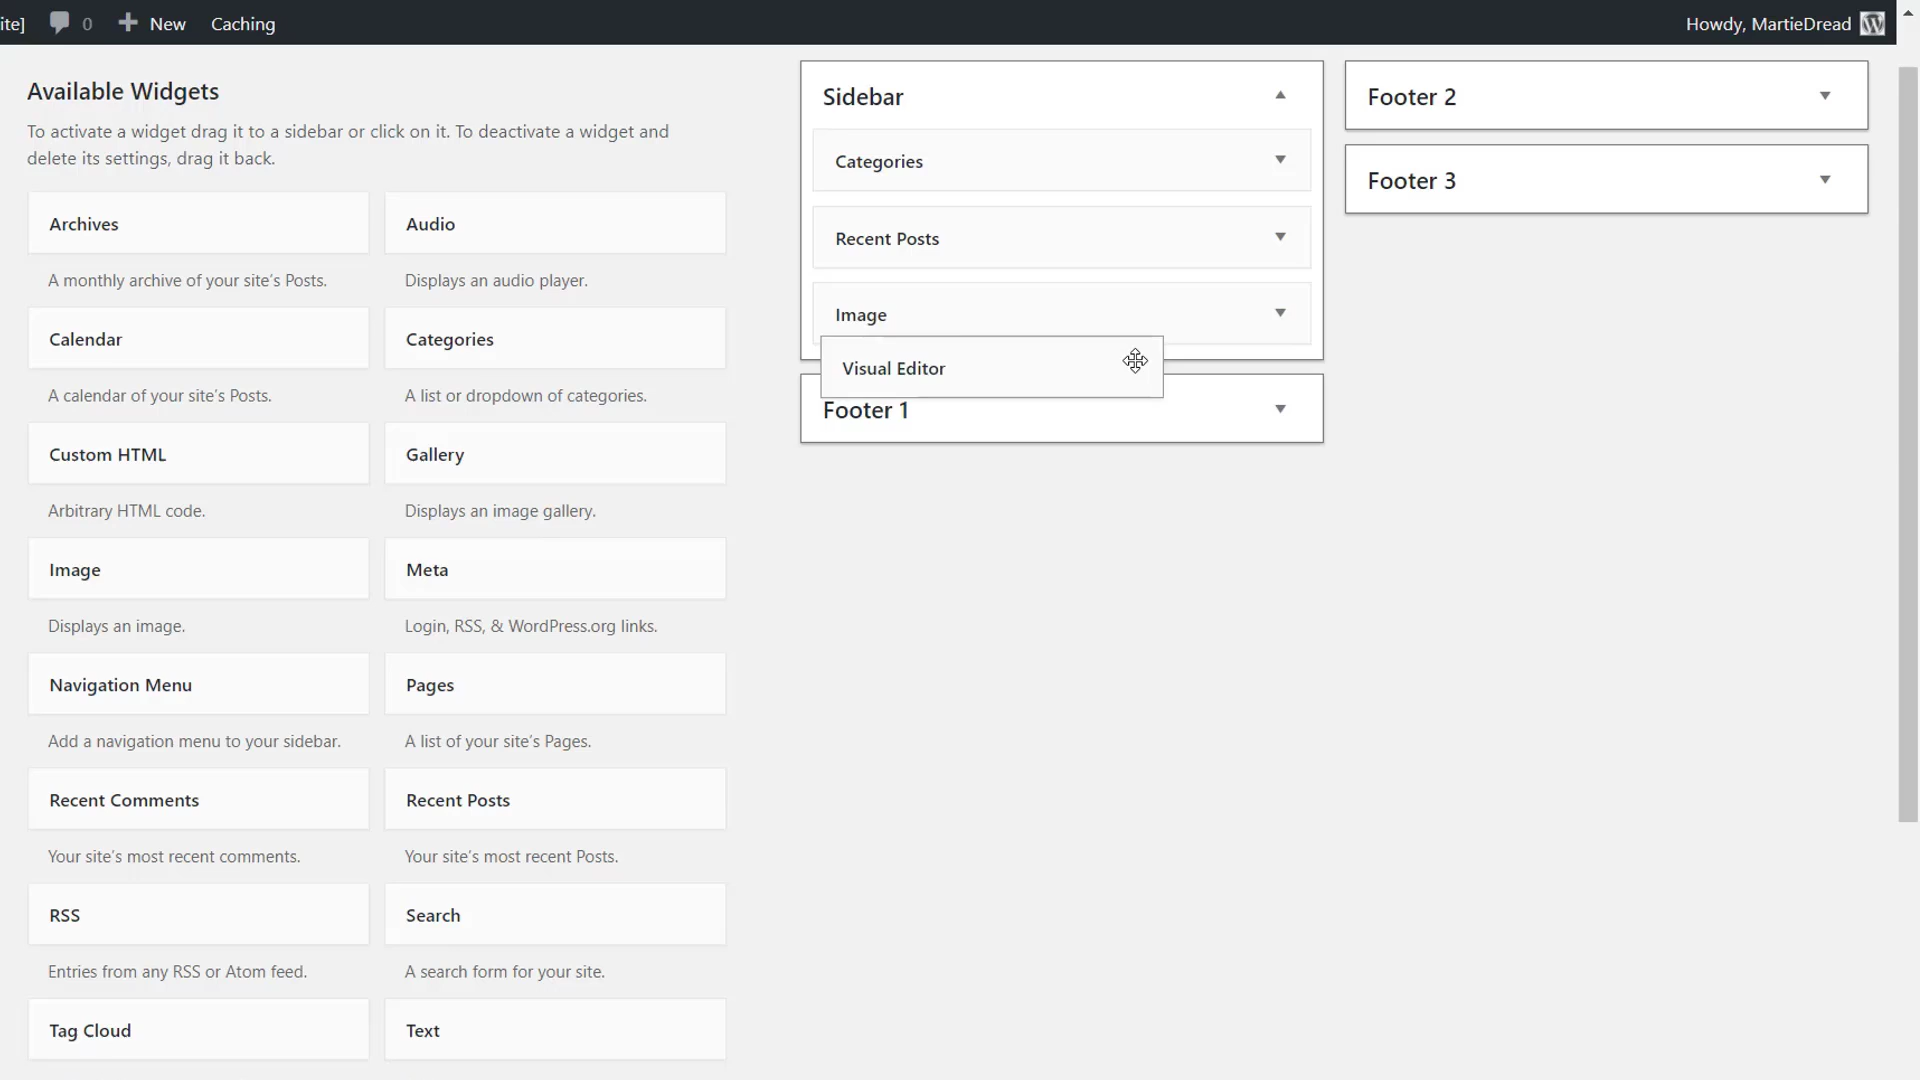 ite]
0
New
Caching
Howdy, MartieDread
Available Widgets
To activate a widget drag it to a sidebar or click on it. To deactivate a widget and
delete its settings, drag it back.
Archives
Audio
A monthly archive of your site's Posts.
Displays an audio player.
Calendar
Categories
A calendar of your site's Posts.
A list or dropdown of categories.
Custom HTML
Gallery
Arbitrary HTML code.
Displays an image gallery.
Image
Meta
Displays an image.
Login, RSS, & WordPress.org links.
Navigation Menu
Pages
Add a navigation menu to your sidebar.
A list of your site's Pages.
Recent Comments
Recent Posts
Your site's most recent comments.
Your site's most recent Posts.
RSS
Search
Entries from any RSS or Atom feed.
A search form for your site.
Tag Cloud
Text
Sidebar
Categories
Recent Posts
Image
Visual Editor
Footer 1
Footer 2
Footer 3